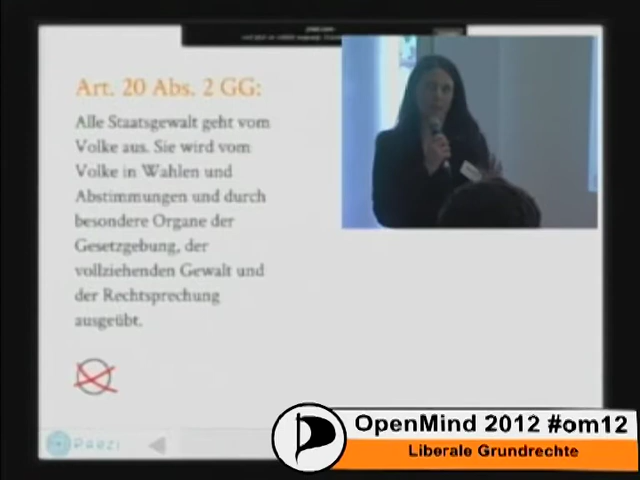 Art. 20 Abs. 2 GG:
Alle Staatsgewalt geht vom
Volke aus. Sie wird vom
Volke in Wahlen und
Abstimmungen und durch
besondere Organe der
Gesetzgebung, der
vollziehenden Gewalt und
der Rechtsprechung
ausgeübt.
PREZI
OpenMind 2012 #om12
Liberale Grundrechte